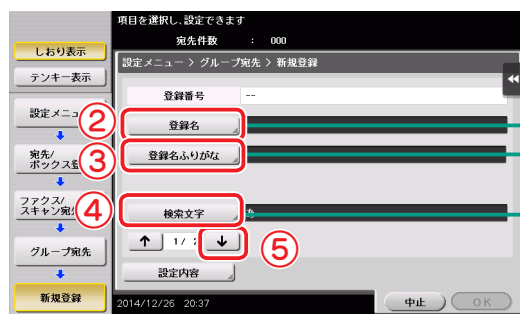 項目を選択し、設定できます
宛先件数 : 000
しおり表示
テンキー表示
設定メニュー > グループ宛先 > 新規登録
登録番号 --
設定メニ
② 登録名
宛先/
ボックス登
③ 登録名ふりがな
ファクス/
スキャン宛
④ 検索文字
↑ 1/ 2 ↓ ⑤
グループ宛先
設定内容
新規登録
2014/12/26 20:37
中止 OK